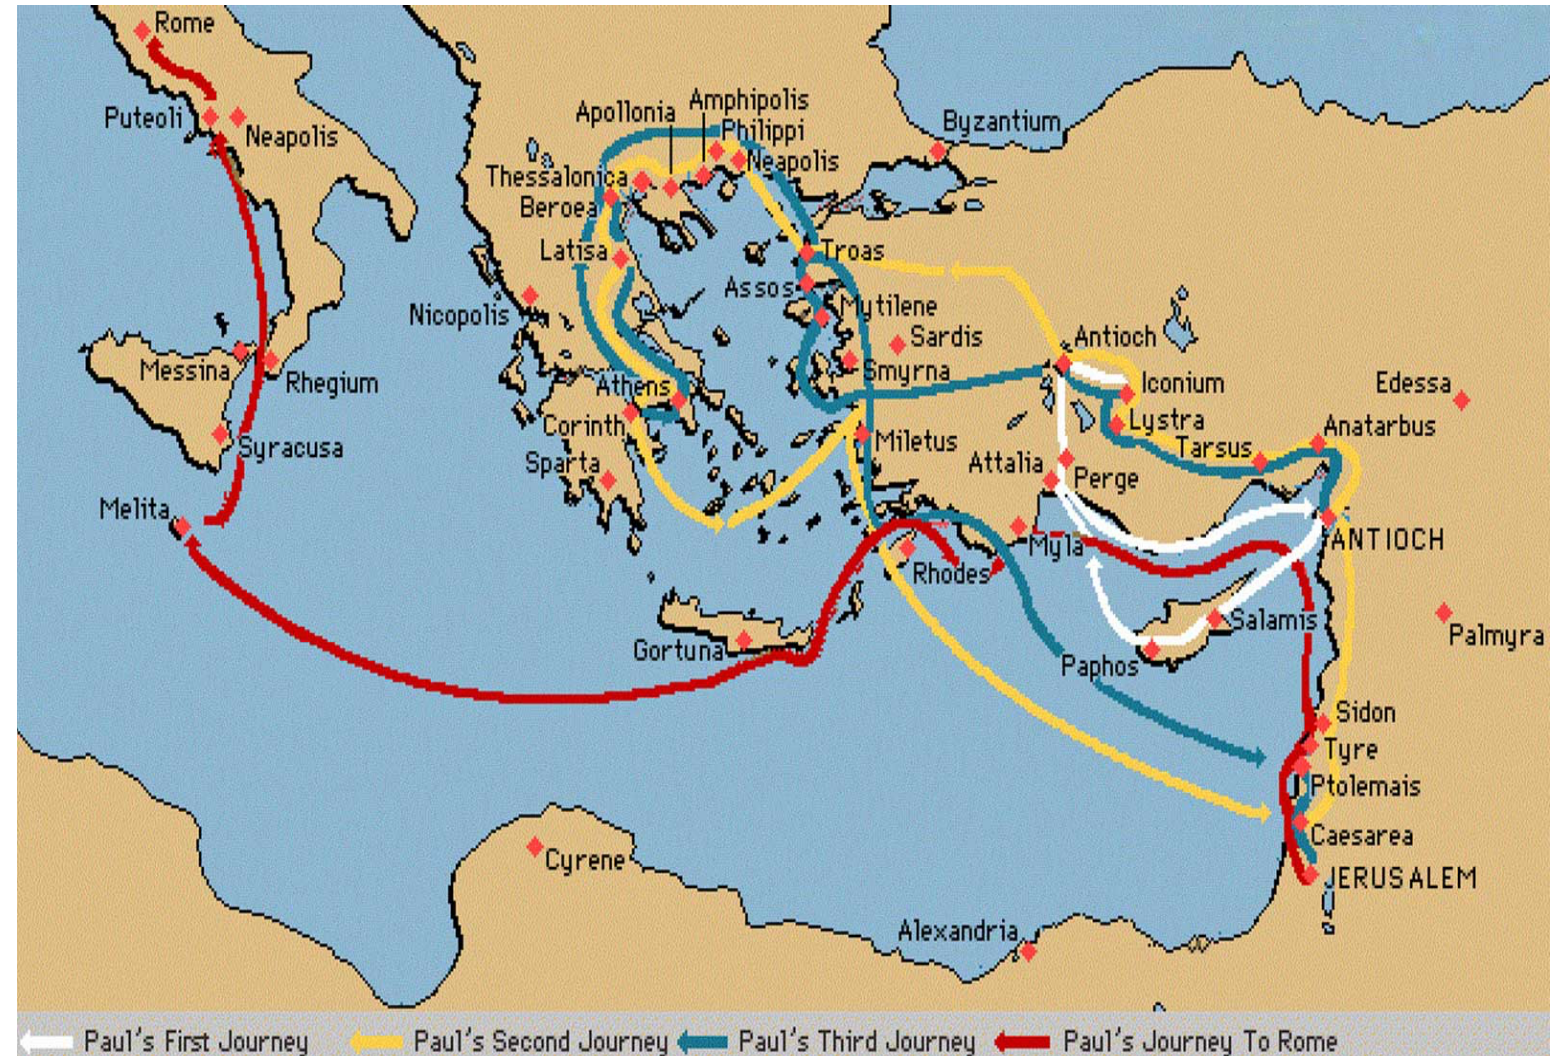 Rome
Puteoli
Neapolis
Apollonia
Amphipolis
Philippi
Neapolis
Byzantium
Thessalonica
Beroea
Latisa
Troas
Assos
Nicopolis
Mytilene
Sardis
Antioch
Messina
Rhegium
Smyrna
Iconium
Edessa
Athens
Corinth
Lystra
Anatarbus
Syracusa
Miletus
Tarsus
Sparta
Attalia
Perge
Melita
ANTIOCH
Myla
Rhodes
Salamis
Palmyra
Gortuna
Paphos
Sidon
Tyre
Ptolemais
Caesarea
Cyrene
JERUSALEM
Alexandria
Paul's First Journey
Paul's Second Journey
Paul's Third Journey
Paul's Journey To Rome